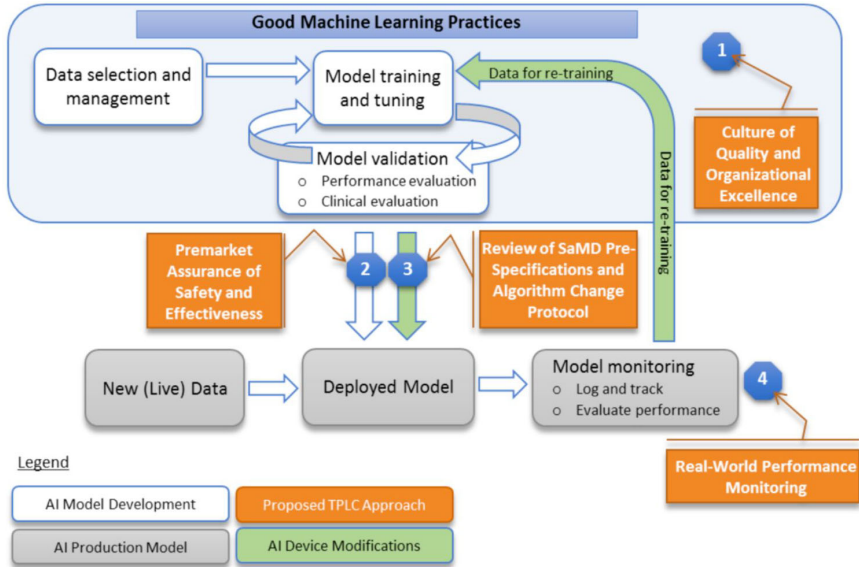 Good Machine Learning Practices
Data selection and
management
Model training
and tuning
Data for re-training
1
Culture of
Quality and
Organizational
Excellence
Model validation
o Performance evaluation
o Clinical evaluation
Data for re-training
Premarket
Assurance of
Safety and
Effectiveness
2
3
Review of SaMD Pre-
Specifications and
Algorithm Change
Protocol
New (Live) Data
Deployed Model
Model monitoring
o Log and track
o Evaluate performance
4
Real-World Performance
Monitoring
Legend
AI Model Development
Proposed TPLC Approach
AI Production Model
AI Device Modifications